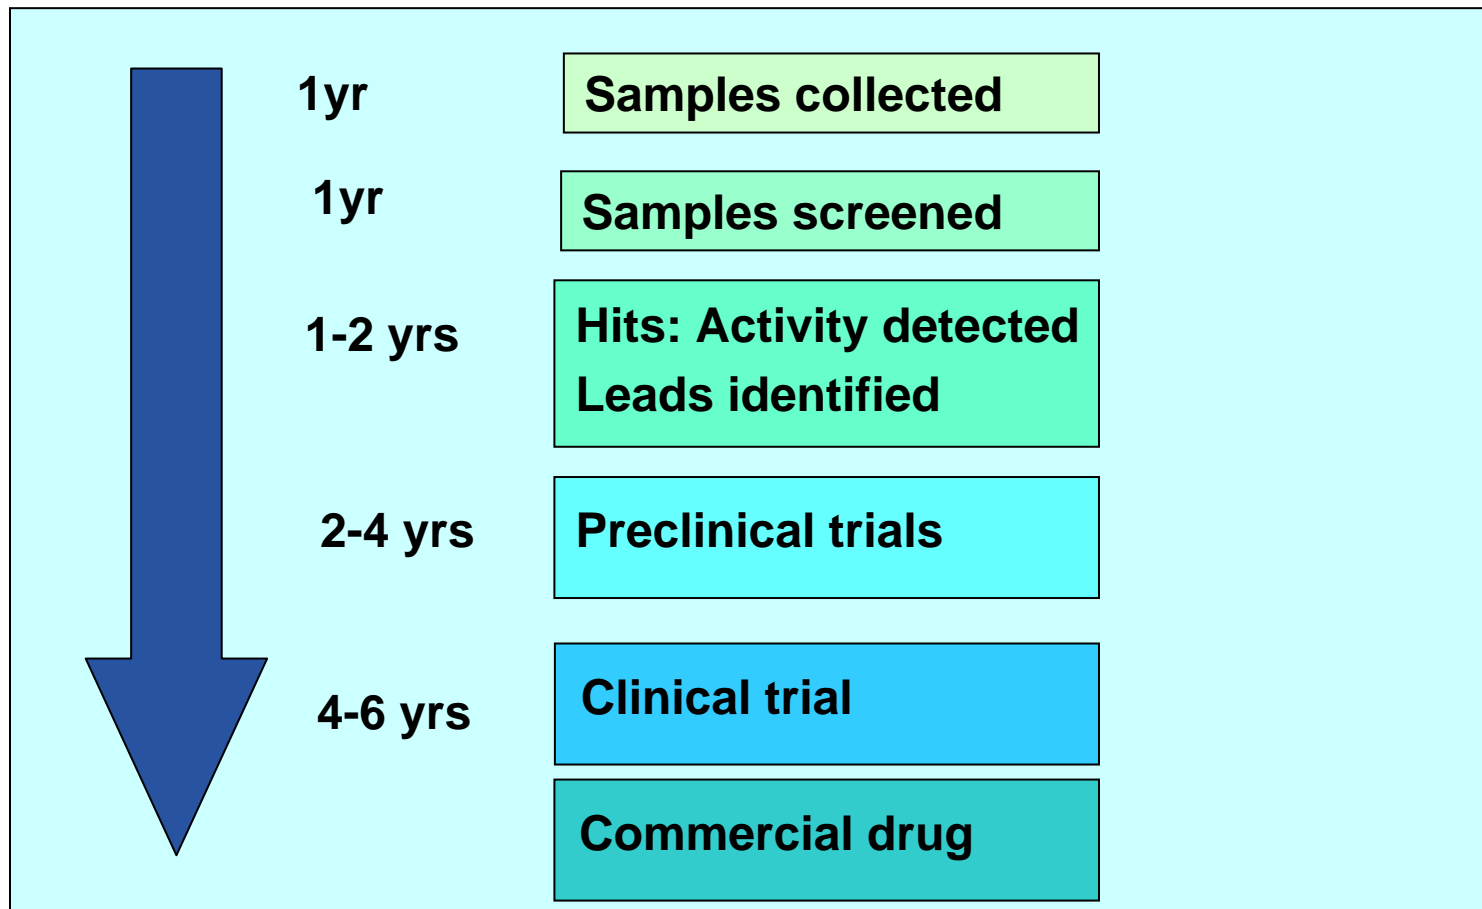 1yr
Samples collected
1yr
Samples screened
1-2 yrs
Hits: Activity detected
Leads identified
2-4 yrs
Preclinical trials
4-6 yrs
Clinical trial
Commercial drug